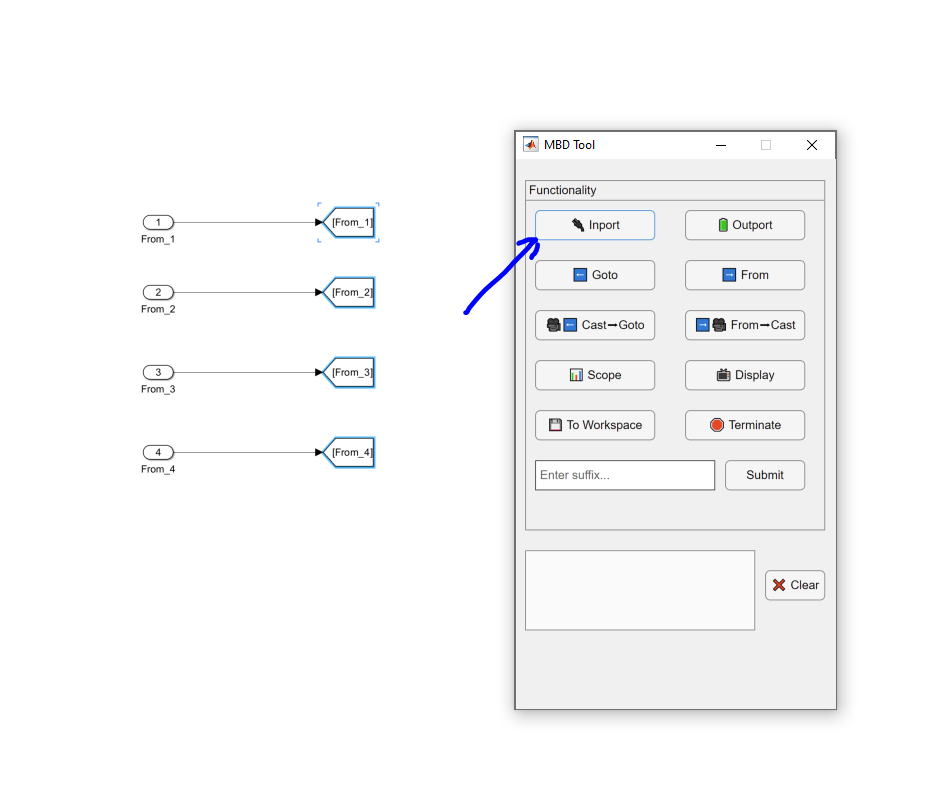 1
From_1
[From_1]
2
From_2
[From_2]
3
From_3
[From_3]
4
From_4
[From_4]
MBD Tool
Functionality
Inport
Outport
← Goto
→ From
← Cast→Goto
→ From→Cast
Scope
Display
To Workspace
Terminate
Enter suffix...
Submit
Clear